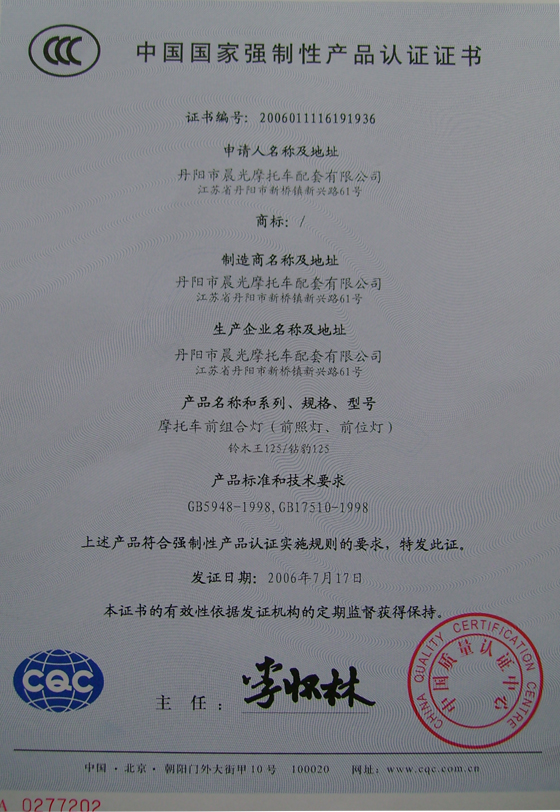 CCC 中国国家强制性产品认证证书
证书编号: 2006011116191936
申请人名称及地址
丹阳市晨光摩托车配套有限公司
江苏省丹阳市新桥镇新兴路61号
商标: /
制造商名称及地址
丹阳市晨光摩托车配套有限公司
江苏省丹阳市新桥镇新兴路61号
生产企业名称及地址
丹阳市晨光摩托车配套有限公司
江苏省丹阳市新桥镇新兴路61号
产品名称和系列、规格、型号
摩托车前组合灯(前照灯、前位灯)
铃木王125/钻豹125
产品标准和技术要求
GB5948-1998,GB17510-1998
上述产品符合强制性产品认证实施规则的要求，特发此证。
发证日期: 2006年7月17日
本证书的有效性依据发证机构的定期监督获得保持。
CQC
主任: 李怀林
CHINA QUALITY CERTIFICATION CENTRE
中国质量认证中心
中国·北京·朝阳门外大街甲10号 100020 网址: www.cqc.com.cn
A 0277202